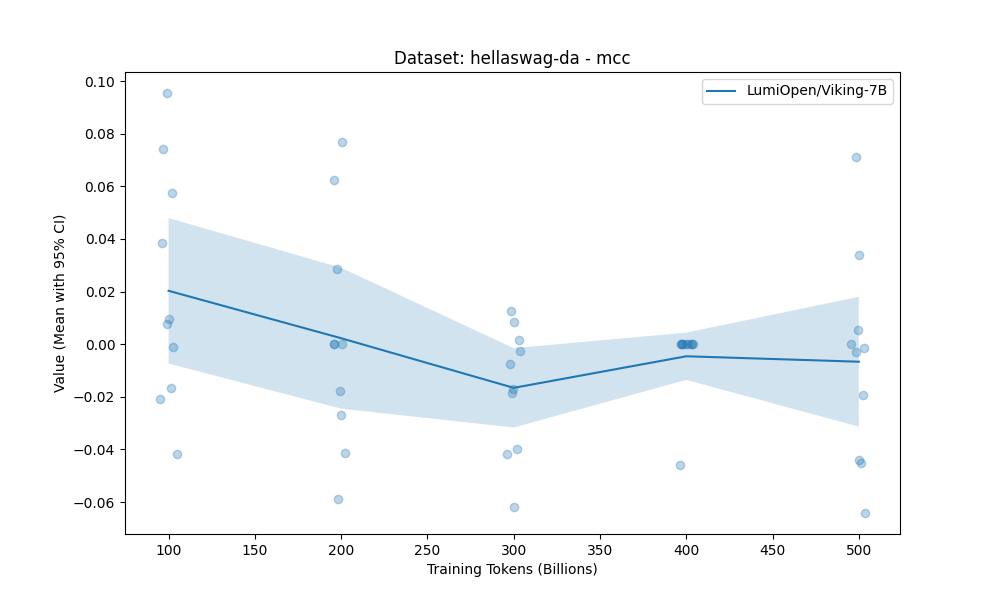 Dataset: hellaswag-da - mcc
LumiOpen/Viking-7B
Value (Mean with 95% CI)
0.10
0.08
0.06
0.04
0.02
0.00
−0.02
−0.04
−0.06
100 150 200 250 300 350 400 450 500
Training Tokens (Billions)